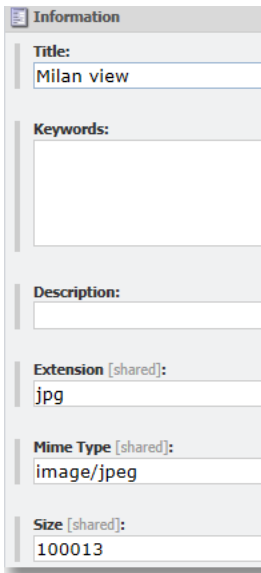 Information
Title:
Milan view
Keywords:
Description:
Extension [shared]:
jpg
Mime Type [shared]:
image/jpeg
Size [shared]:
100013